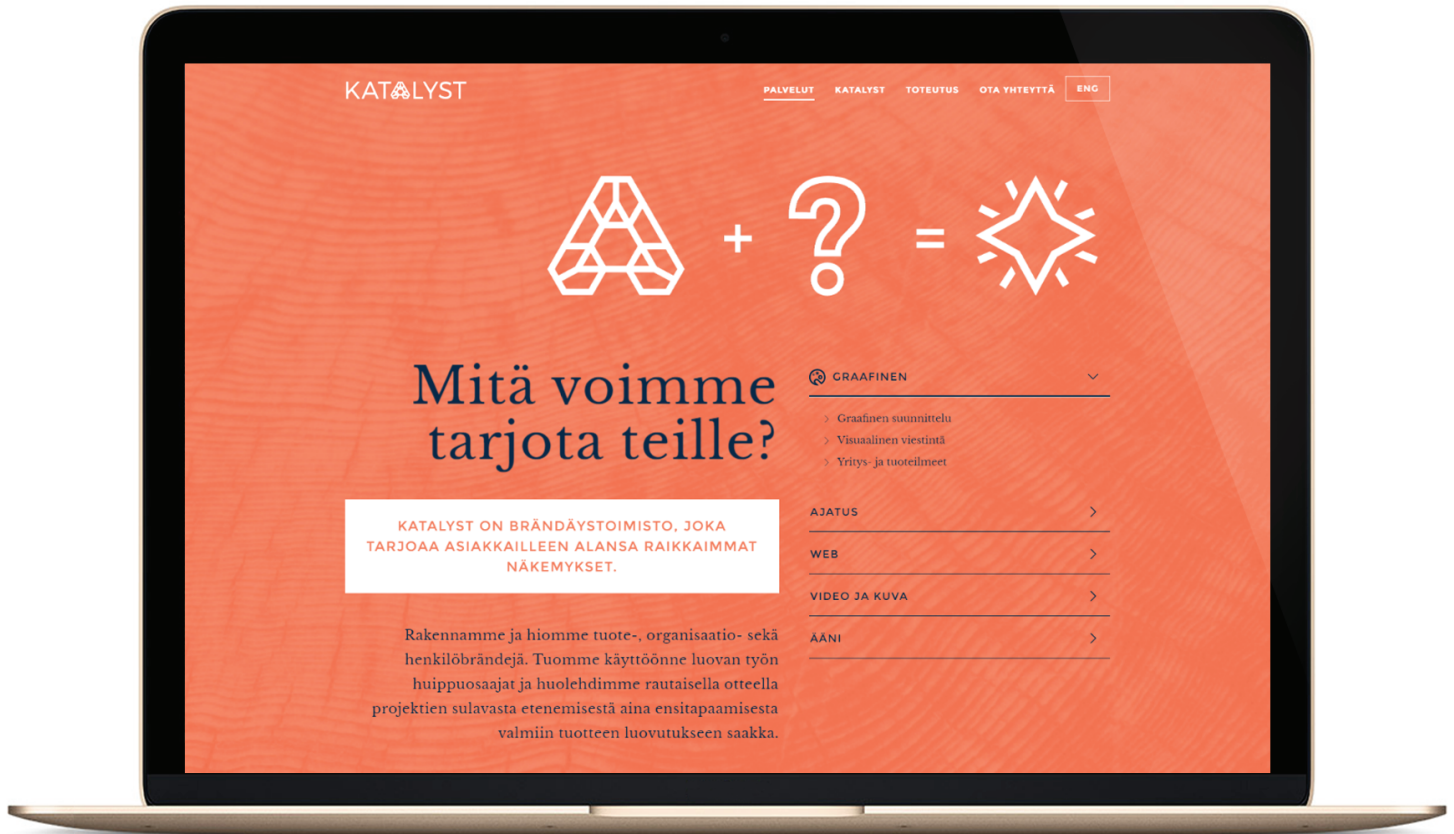 KATALYST
PALVELUT KATALYST TOTEUTUS OTA YHTEYTTÄ ENG
+ ? =
Mitä voimme
tarjota teille?
KATALYST ON BRÄNDÄYSTOIMISTO, JOKA
TARJOAA ASIAKKAILLEEN ALANSA RAIKKAIMMAT
NÄKEMYKSET.
Rakennamme ja hiomme tuote-, organisaatio- sekä
henkilöbrändejä. Tuomme käyttöönne luovan työn
huippuosaajat ja huolehdimme rautaisella otteella
projektien sulavasta etenemisestä aina ensitapaamisesta
valmiin tuotteen luovutukseen saakka.
GRAAFINEN
Graafinen suunnittelu
Visuaalinen viestintä
Yritys- ja tuoteilmeet
AJATUS
WEB
VIDEO JA KUVA
ÄÄNI